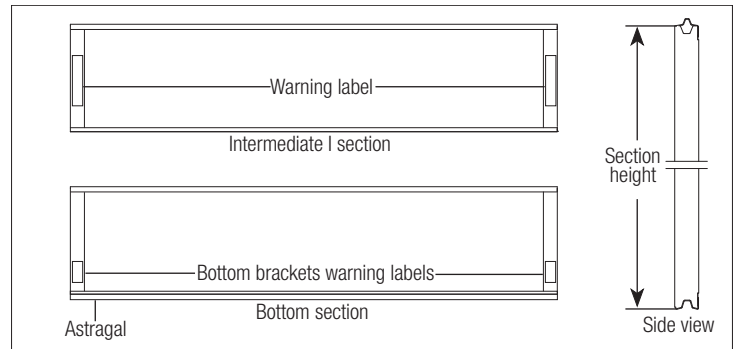 Warning label
Intermediate I section
Section
height
Bottom brackets warning labels
Bottom section
Astragal
Side view